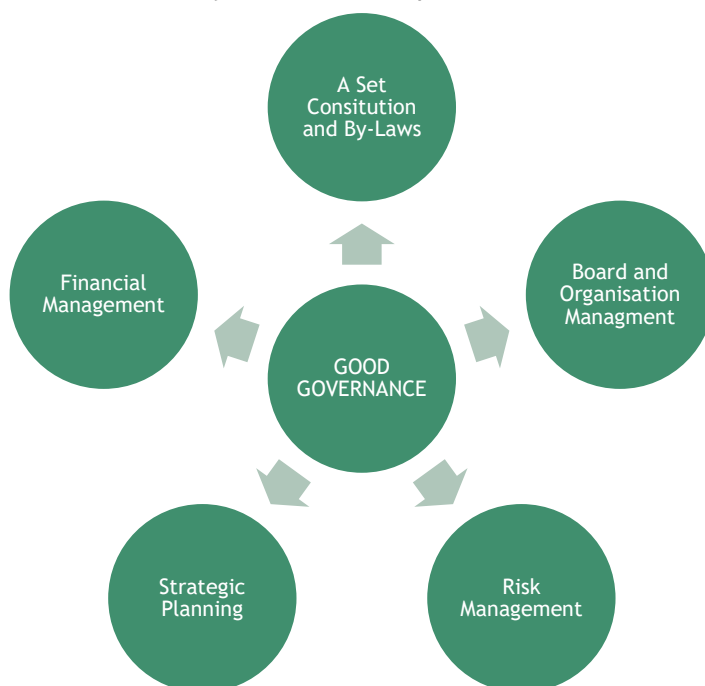 A Set
Consitution
and By-Laws
Financial
Management
Board and
Organisation
Managment
GOOD
GOVERNANCE
Strategic
Planning
Risk
Management